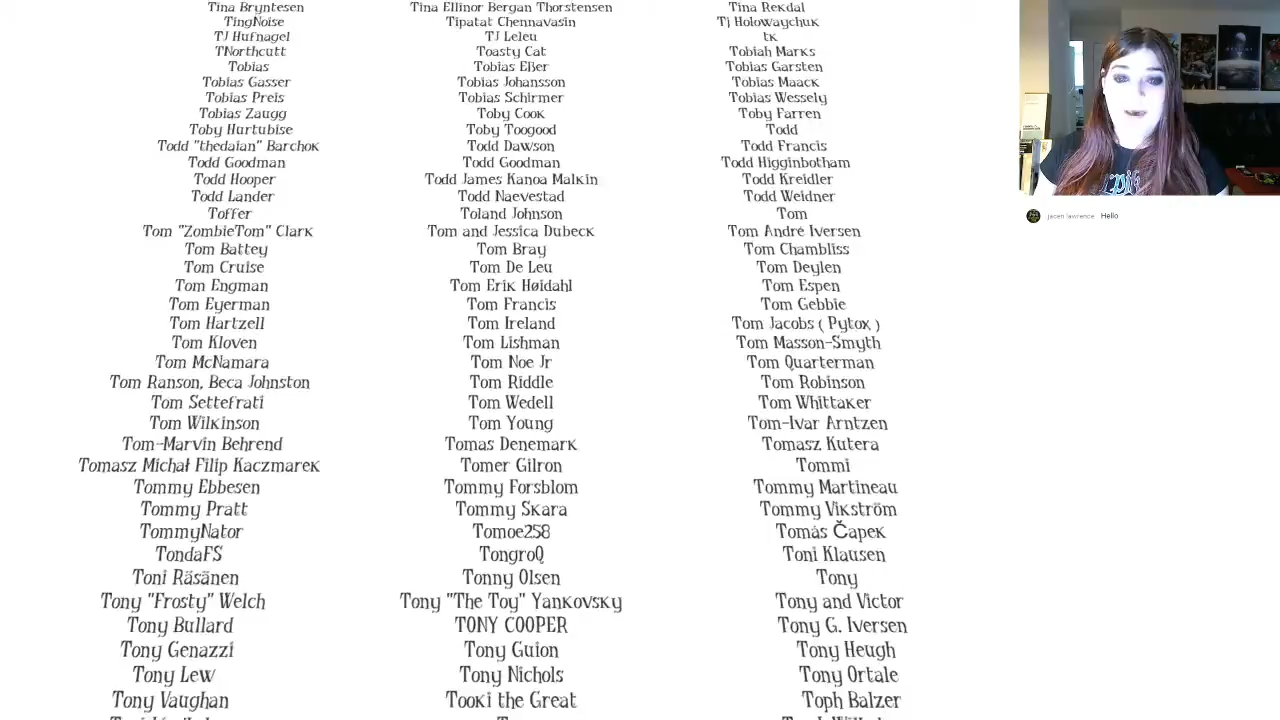 Tina Bryntesen Tina Ellinor Bergan Thorstensen Tina Rekdal
TingNoise Tipatat Chennavasin Tj Holowaychuk
TJ Hufnagel TJ Leleu tk
TNorthcutt Toasty Cat Tobiah Marks
Tobias Tobias Eßer Tobias Garsten
Tobias Gasser Tobias Johansson Tobias Maack
Tobias Preis Tobias Schirmer Tobias Wessely
Tobias Zaugg Toby Cook Toby Farren
Toby Hurtubise Toby Toogood Todd
Todd "thedaian" Barchok Todd Dawson Todd Francis
Todd Goodman Todd Goodman Todd Higginbotham
Todd Hooper Todd James Kanoa Malkin Todd Kreidler
Todd Lander Todd Naevestad Todd Weidner
Toffer Toland Johnson Tom
Tom "ZombieTom" Clark Tom and Jessica Dubeck Tom André Iversen
Tom Battey Tom Bray Tom Chambliss
Tom Cruise Tom De Leu Tom Deylen
Tom Engman Tom Erik Høidahl Tom Espen
Tom Eyerman Tom Francis Tom Gebbie
Tom Hartzell Tom Ireland Tom Jacobs ( Pytox )
Tom Kloven Tom Lishman Tom Masson-Smyth
Tom McNamara Tom Noe Jr Tom Quarterman
Tom Ranson, Beca Johnston Tom Riddle Tom Robinson
Tom Settefrati Tom Wedell Tom Whittaker
Tom Wilkinson Tom Young Tom-Ivar Arntzen
Tom-Marvin Behrend Tomas Denemark Tomasz Kutera
Tomasz Michał Filip Kaczmarek Tomer Gilron Tommi
Tommy Ebbesen Tommy Forsblom Tommy Martineau
Tommy Pratt Tommy Skara Tommy Vikström
TommyNator Tomoe258 Tomás Čapek
TondaFS TongroQ Toni Klausen
Toni Räsänen Tonny Olsen Tony
Tony "Frosty" Welch Tony "The Toy" Yankovsky Tony and Victor
Tony Bullard TONY COOPER Tony G. Iversen
Tony Genazzi Tony Guion Tony Heugh
Tony Lew Tony Nichols Tony Ortale
Tony Vaughan Tooki the Great Toph Balzer
jacen lawrence Hello